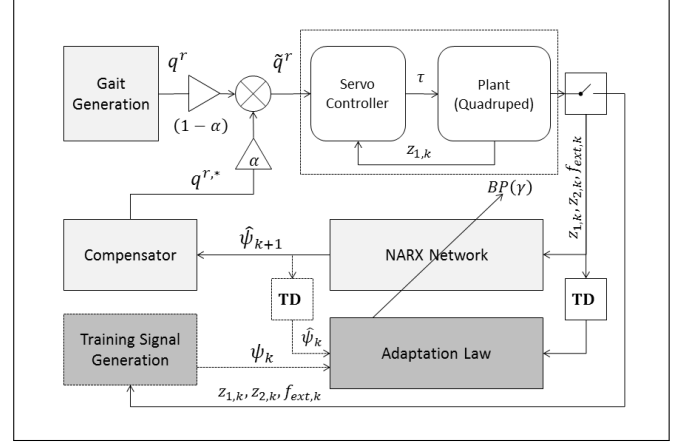 Gait
Generation
q^r
(1 − α)
q̃^r
Servo
Controller
τ
Plant
(Quadruped)
z_{1,k}
α
q^{r,*}
BP(γ)
z_{1,k}, z_{2,k}, f_{ext,k}
Compensator
ψ̂_{k+1}
NARX Network
TD
TD
Training Signal
Generation
ψ_k
ψ̂_k
Adaptation Law
z_{1,k}, z_{2,k}, f_{ext,k}